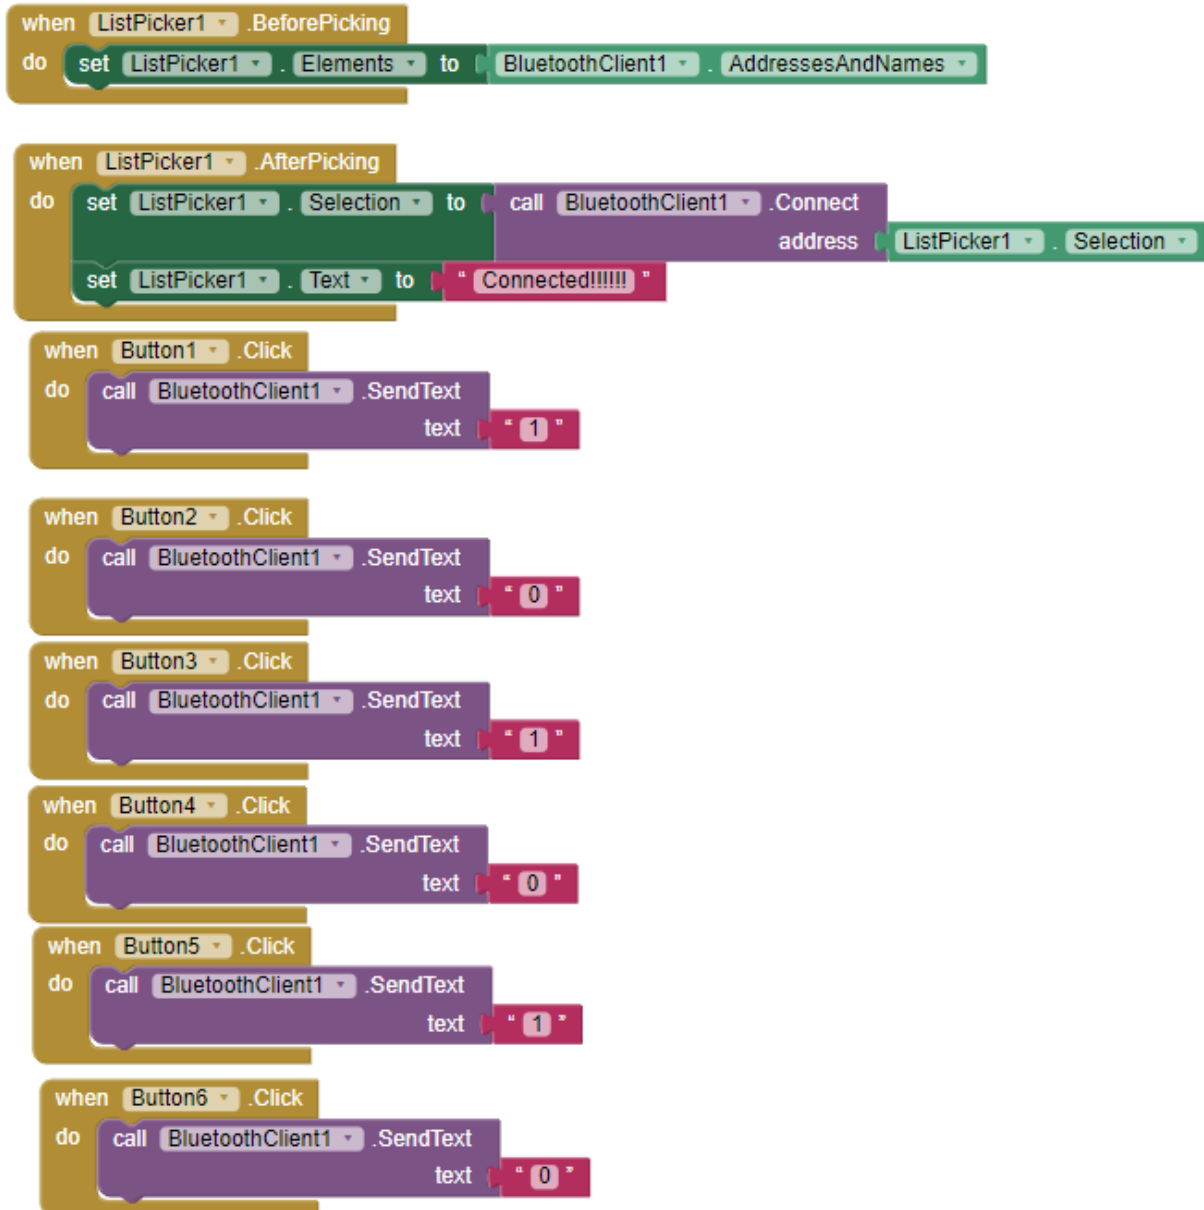 when ListPicker1 .BeforePicking
do set ListPicker1 . Elements to BluetoothClient1 . AddressesAndNames
when ListPicker1 .AfterPicking
do set ListPicker1 . Selection to call BluetoothClient1 .Connect
address ListPicker1 . Selection
set ListPicker1 . Text to “ Connected!!!!!! ”
when Button1 .Click
do call BluetoothClient1 .SendText
text “ 1 ”
when Button2 .Click
do call BluetoothClient1 .SendText
text “ 0 ”
when Button3 .Click
do call BluetoothClient1 .SendText
text “ 1 ”
when Button4 .Click
do call BluetoothClient1 .SendText
text “ 0 ”
when Button5 .Click
do call BluetoothClient1 .SendText
text “ 1 ”
when Button6 .Click
do call BluetoothClient1 .SendText
text “ 0 ”